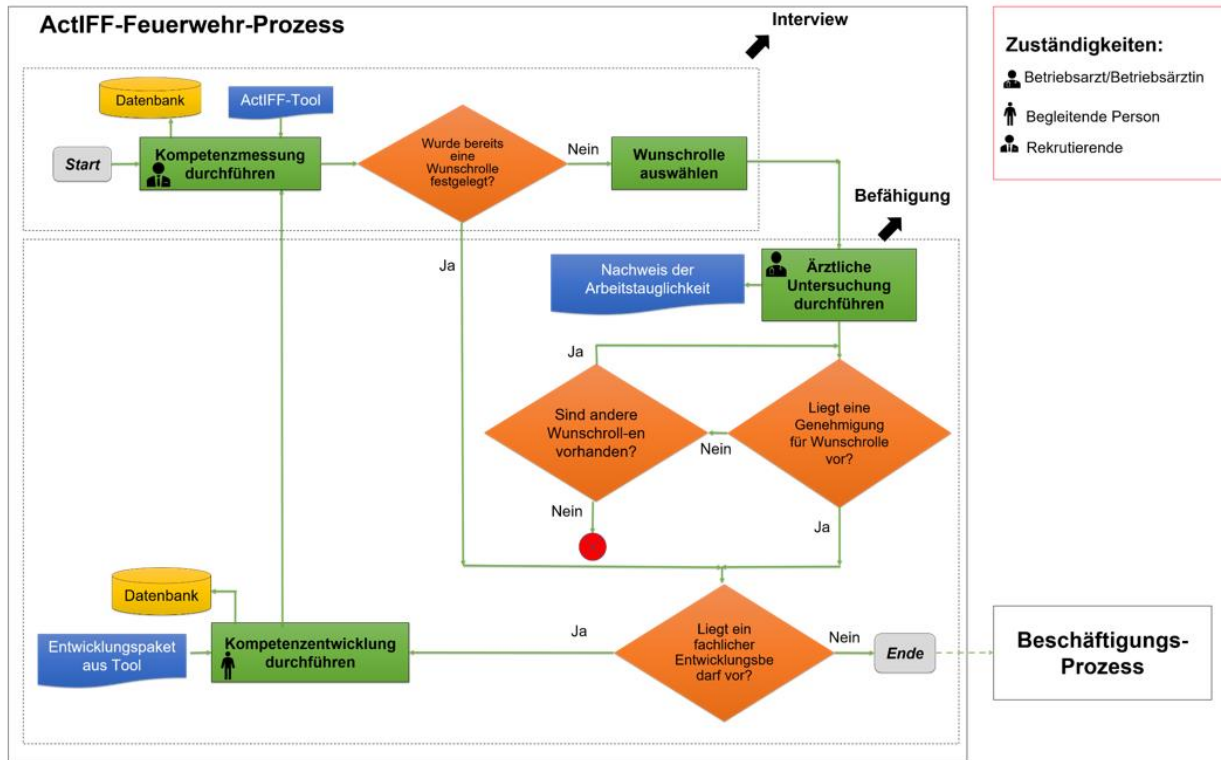 ActIFF-Feuerwehr-Prozess
Interview
Zuständigkeiten:
Betriebsarzt/Betriebsärztin
Begleitende Person
Rekrutierende
Datenbank
ActIFF-Tool
Start
Kompetenzmessung
durchführen
Wurde bereits
eine
Wunschrolle
festgelegt?
Nein
Wunschrolle
auswählen
Befähigung
Ja
Nachweis der
Arbeitstauglichkeit
Ärztliche
Untersuchung
durchführen
Ja
Sind andere
Wunschroll-en
vorhanden?
Nein
Liegt eine
Genehmigung
für Wunschrolle
vor?
Nein
Ja
Datenbank
Entwicklungspaket
aus Tool
Kompetenzentwicklung
durchführen
Ja
Liegt ein
fachlicher
Entwicklungsbe
darf vor?
Nein
Ende
Beschäftigungs-
Prozess